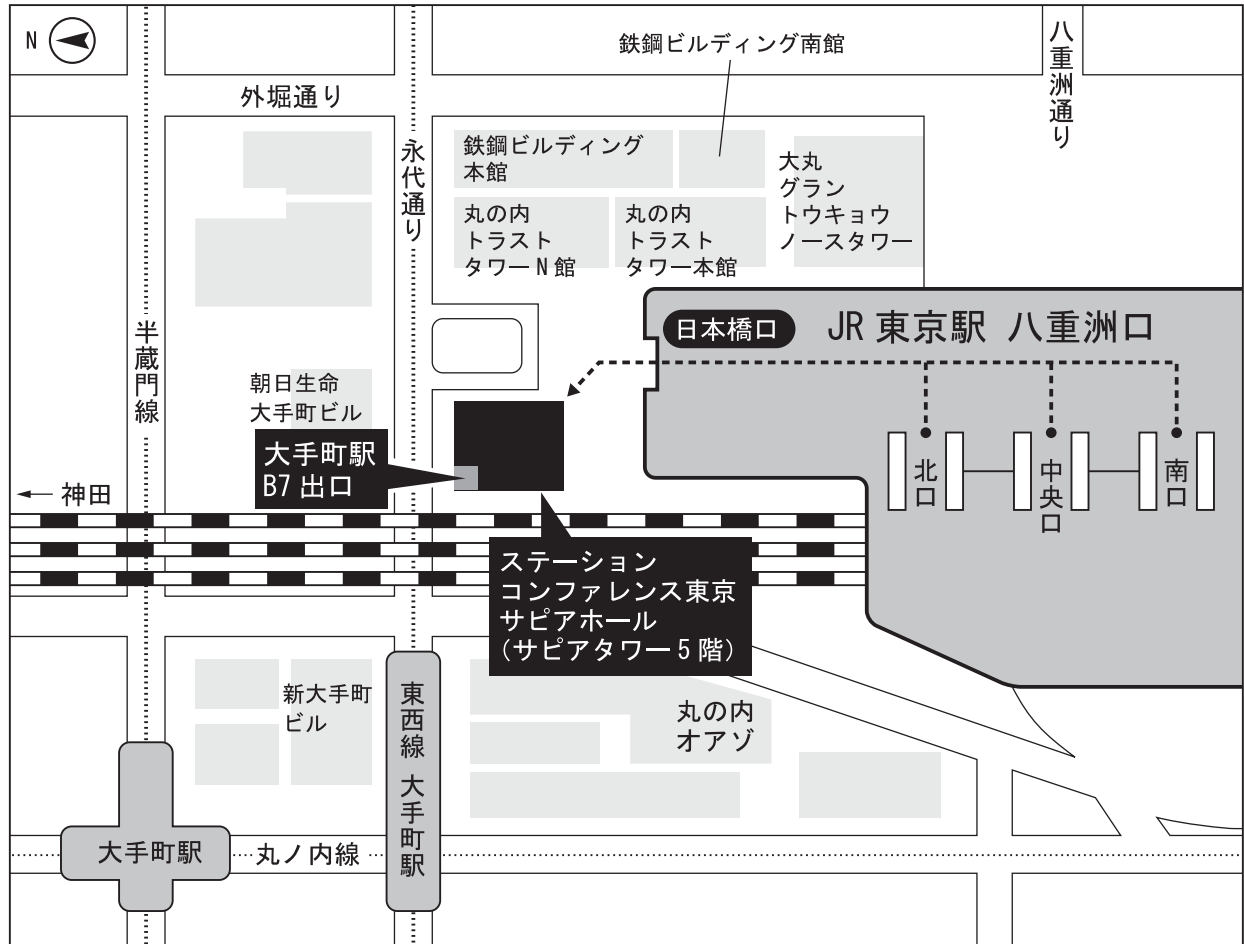 N
鉄鋼ビルディング南館
八重洲通り
外堀通り
永代通り
鉄鋼ビルディング
本館
大丸
グラン
トウキョウ
ノースタワー
丸の内
トラスト
タワーN館
丸の内
トラスト
タワー本館
日本橋口
JR 東京駅 八重洲口
半蔵門線
朝日生命
大手町ビル
大手町駅
B7 出口
北口
中央口
南口
← 神田
ステーション
コンファレンス東京
サピアホール
(サピアタワー5階)
新大手町
ビル
東西線 大手町駅
丸の内
オアゾ
大手町駅
丸ノ内線